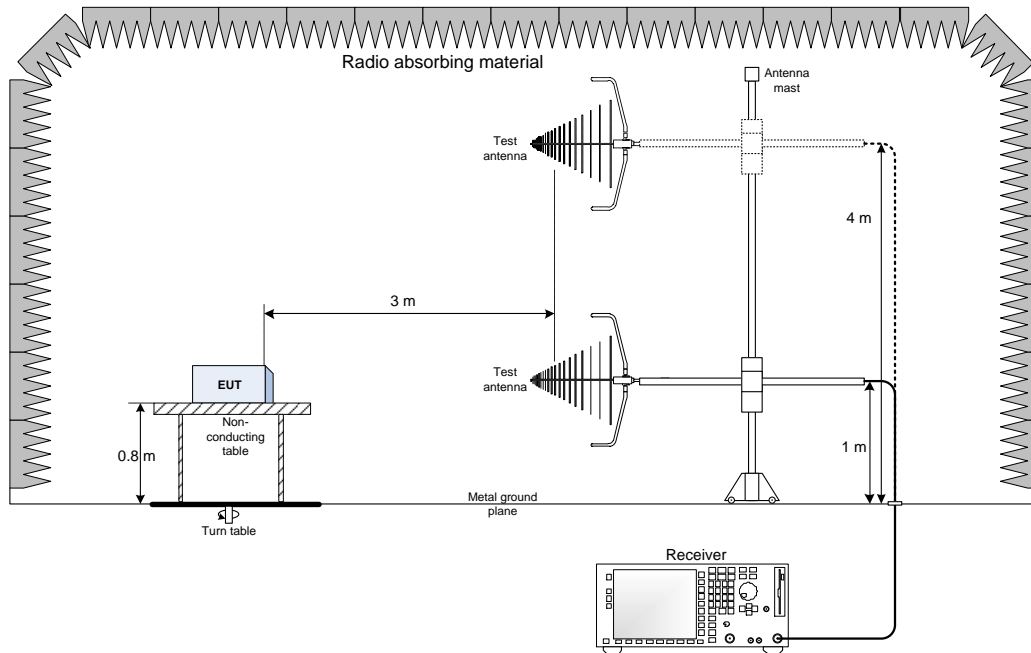 Radio absorbing material
Antenna
mast
Test
antenna
4 m
3 m
Test
antenna
EUT
Non-
conducting
table
0.8 m
1 m
Metal ground
plane
Turn table
Receiver